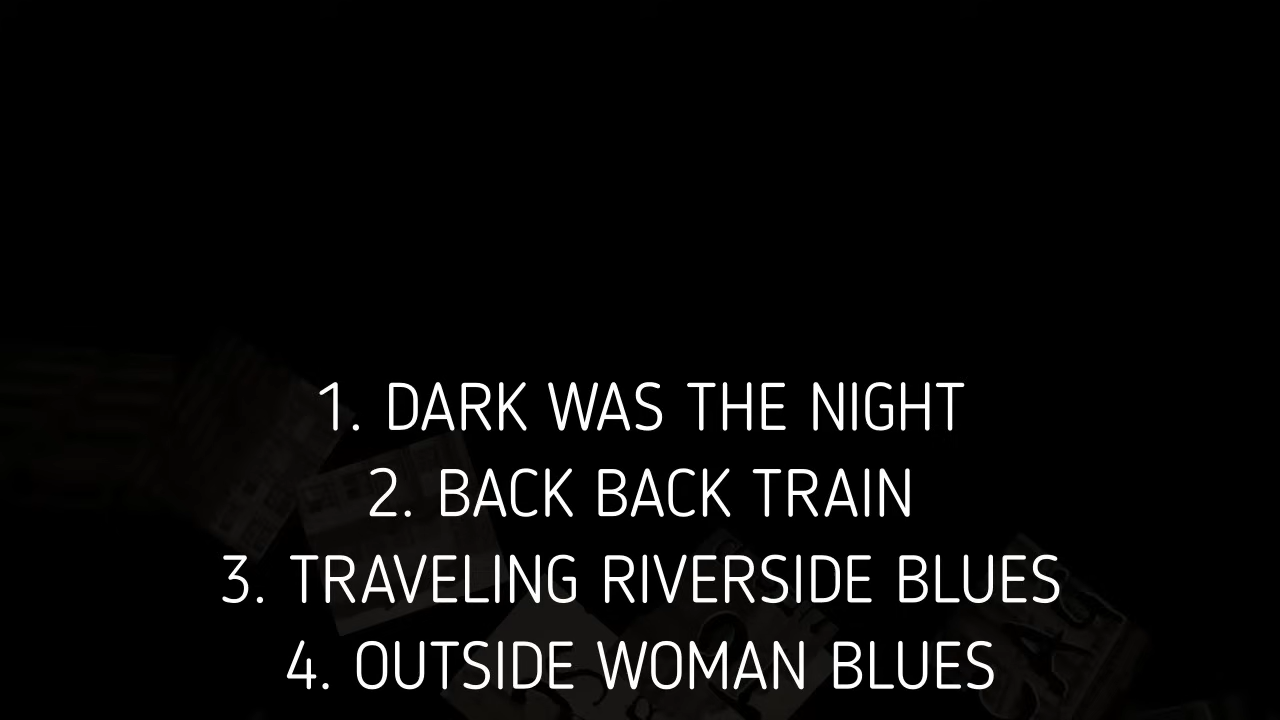 1. DARK WAS THE NIGHT
2. BACK BACK TRAIN
3. TRAVELING RIVERSIDE BLUES
4. OUTSIDE WOMAN BLUES